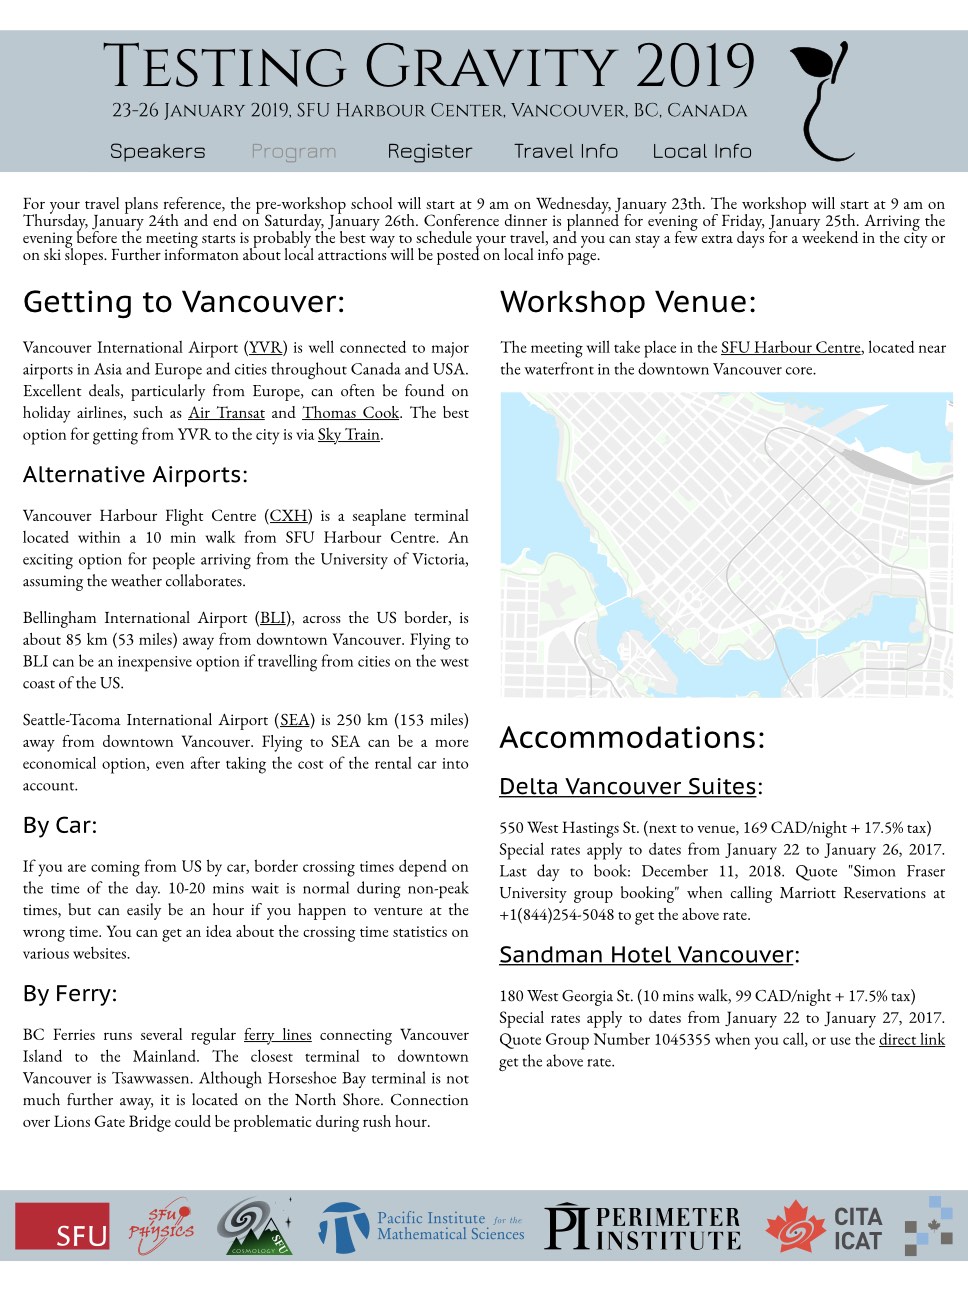 Testing Gravity 2019
23-26 January 2019, SFU Harbour Center, Vancouver, BC, Canada
Speakers Program Register Travel Info Local Info
For your travel plans reference, the pre-workshop school will start at 9 am on Wednesday, January 23th. The workshop will start at 9 am on
Thursday, January 24th and end on Saturday, January 26th. Conference dinner is planned for evening of Friday, January 25th. Arriving the
evening before the meeting starts is probably the best way to schedule your travel, and you can stay a few extra days for a weekend in the city or
on ski slopes. Further informaton about local attractions will be posted on local info page.
Getting to Vancouver:
Vancouver International Airport (YVR) is well connected to major
airports in Asia and Europe and cities throughout Canada and USA.
Excellent deals, particularly from Europe, can often be found on
holiday airlines, such as Air Transat and Thomas Cook. The best
option for getting from YVR to the city is via Sky Train.
Alternative Airports:
Vancouver Harbour Flight Centre (CXH) is a seaplane terminal
located within a 10 min walk from SFU Harbour Centre. An
exciting option for people arriving from the University of Victoria,
assuming the weather collaborates.
Bellingham International Airport (BLI), across the US border, is
about 85 km (53 miles) away from downtown Vancouver. Flying to
BLI can be an inexpensive option if travelling from cities on the west
coast of the US.
Seattle-Tacoma International Airport (SEA) is 250 km (153 miles)
away from downtown Vancouver. Flying to SEA can be a more
economical option, even after taking the cost of the rental car into
account.
By Car:
If you are coming from US by car, border crossing times depend on
the time of the day. 10-20 mins wait is normal during non-peak
times, but can easily be an hour if you happen to venture at the
wrong time. You can get an idea about the crossing time statistics on
various websites.
By Ferry:
BC Ferries runs several regular ferry lines connecting Vancouver
Island to the Mainland. The closest terminal to downtown
Vancouver is Tsawwassen. Although Horseshoe Bay terminal is not
much further away, it is located on the North Shore. Connection
over Lions Gate Bridge could be problematic during rush hour.
Workshop Venue:
The meeting will take place in the SFU Harbour Centre, located near
the waterfront in the downtown Vancouver core.
Accommodations:
Delta Vancouver Suites:
550 West Hastings St. (next to venue, 169 CAD/night + 17.5% tax)
Special rates apply to dates from January 22 to January 26, 2017.
Last day to book: December 11, 2018. Quote "Simon Fraser
University group booking" when calling Marriott Reservations at
+1(844)254-5048 to get the above rate.
Sandman Hotel Vancouver:
180 West Georgia St. (10 mins walk, 99 CAD/night + 17.5% tax)
Special rates apply to dates from January 22 to January 27, 2017.
Quote Group Number 1045355 when you call, or use the direct link
get the above rate.
SFU
SFU
PHYSICS
COSMOLOGY
SFU
Pacific Institute for the
Mathematical Sciences
PI PERIMETER
INSTITUTE
CITA
ICAT